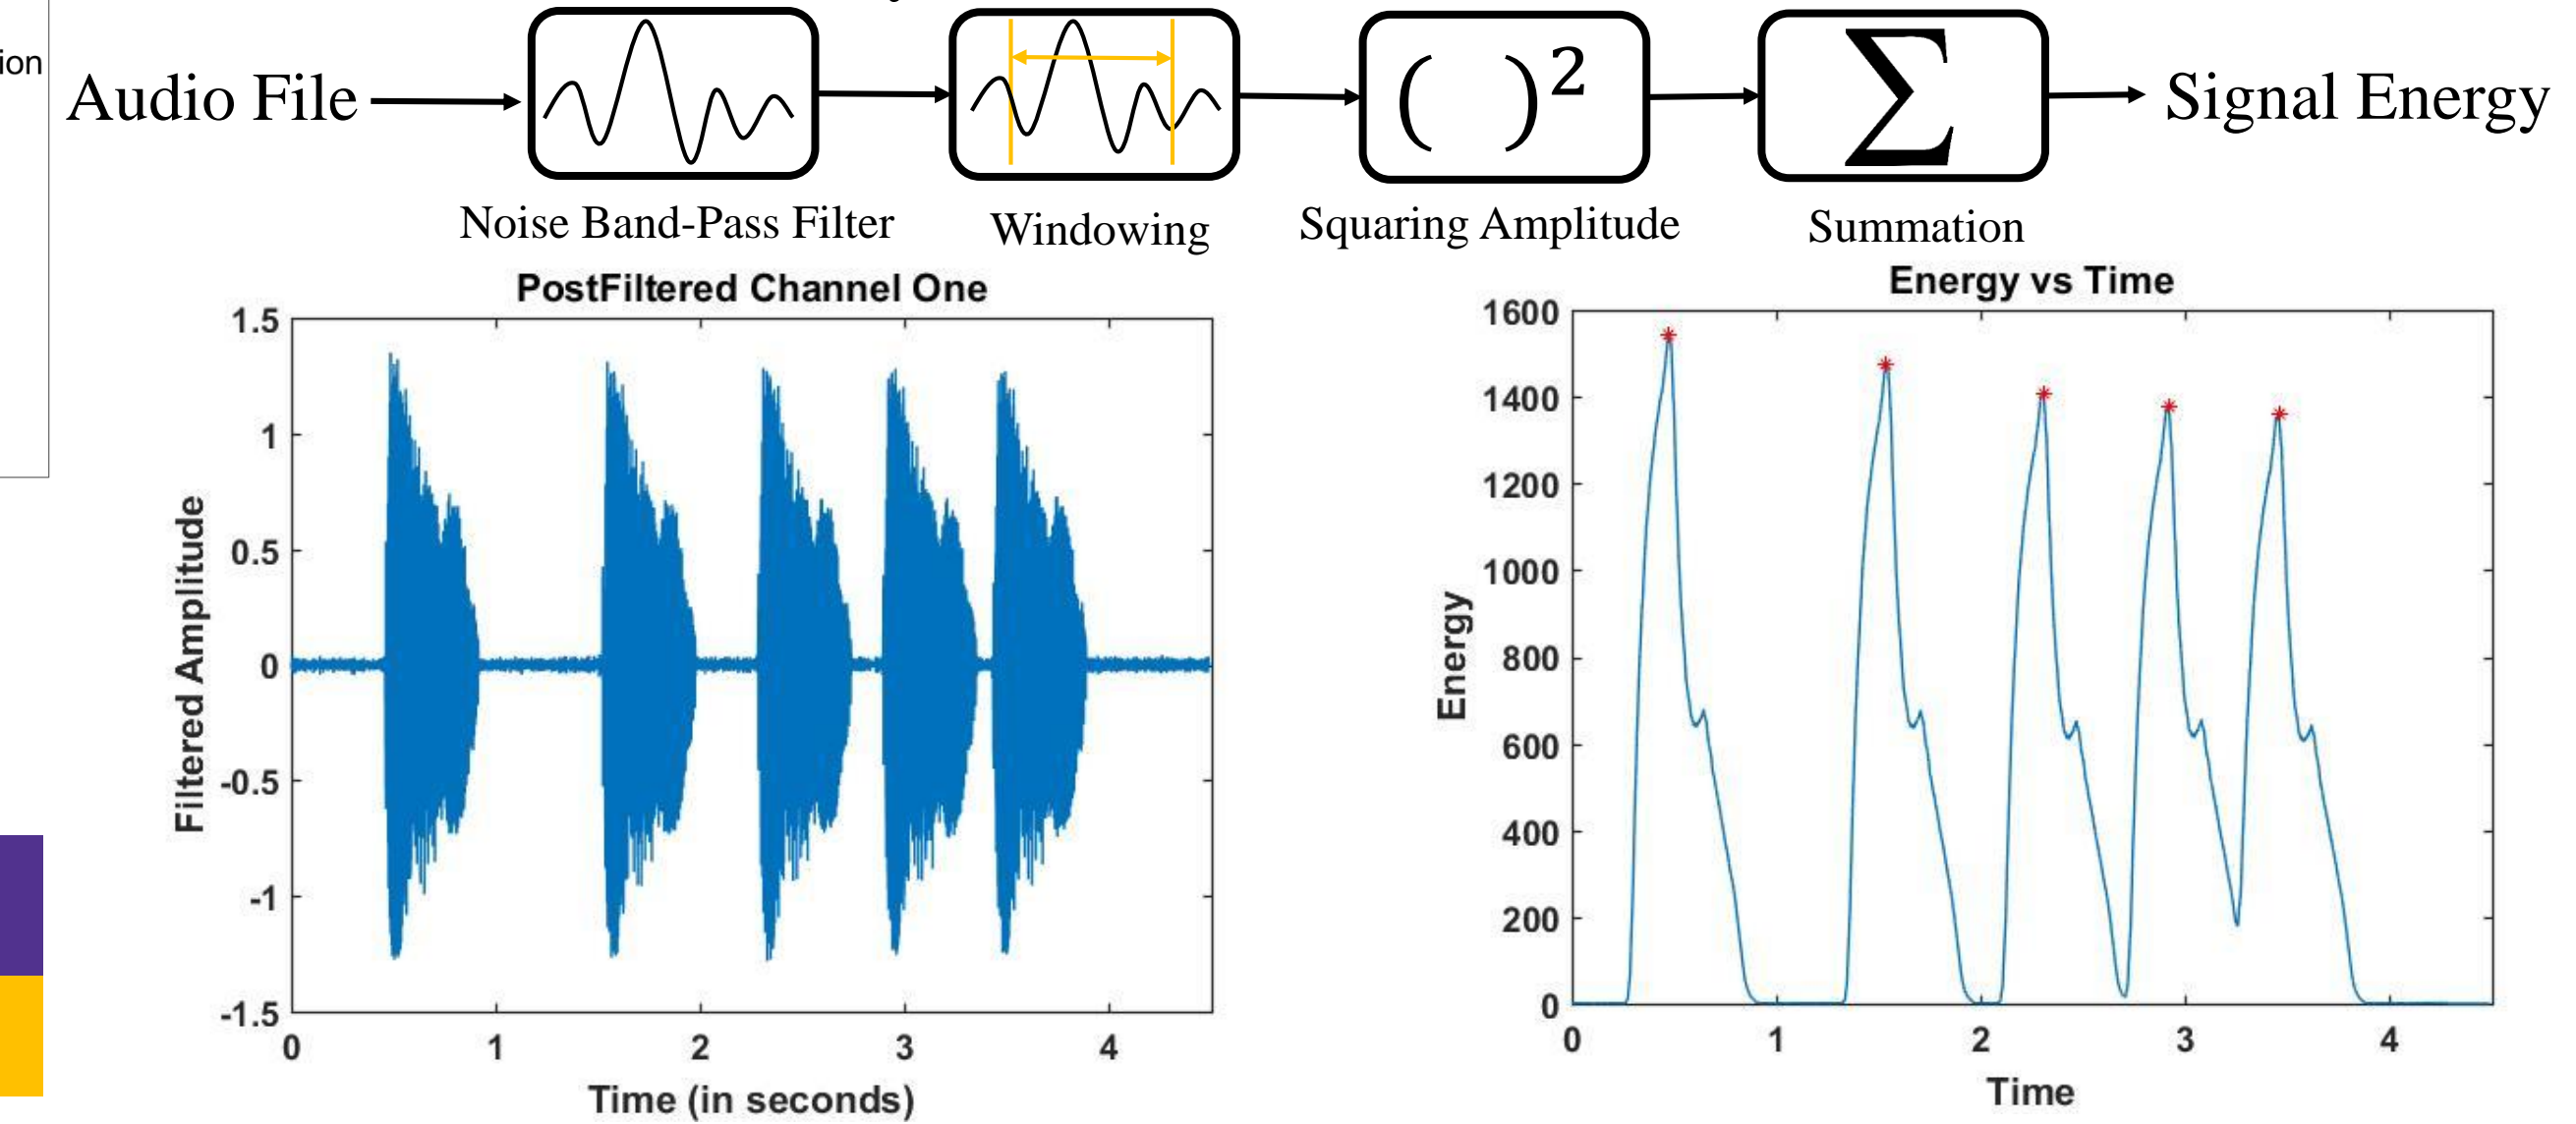 ion
Audio File
( )²
∑
Signal Energy
Noise Band-Pass Filter
Windowing
Squaring Amplitude
Summation
PostFiltered Channel One
1.5
1
0.5
0
-0.5
-1
-1.5
Filtered Amplitude
0 1 2 3 4
Time (in seconds)
Energy vs Time
1600
1400
1200
1000
800
600
400
200
0
Energy
0 1 2 3 4
Time